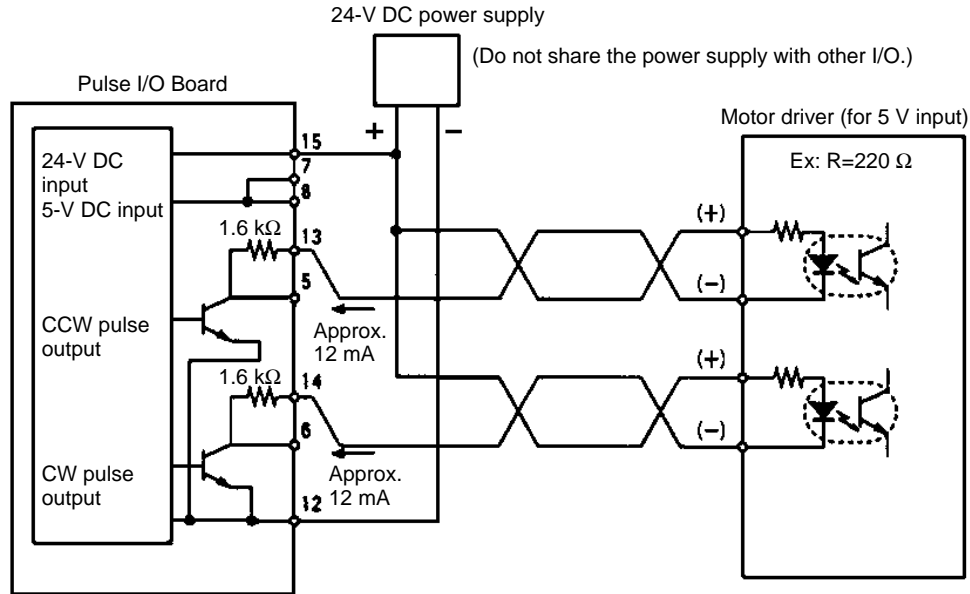 24-V DC power supply
(Do not share the power supply with other I/O.)
Pulse I/O Board
Motor driver (for 5 V input)
+
−
15
24-V DC
input
7
8
5-V DC input
Ex: R=220 Ω
1.6 kΩ
13
(+)
5
(−)
Approx.
12 mA
CCW pulse
output
1.6 kΩ
14
(+)
6
(−)
Approx.
12 mA
CW pulse
output
12